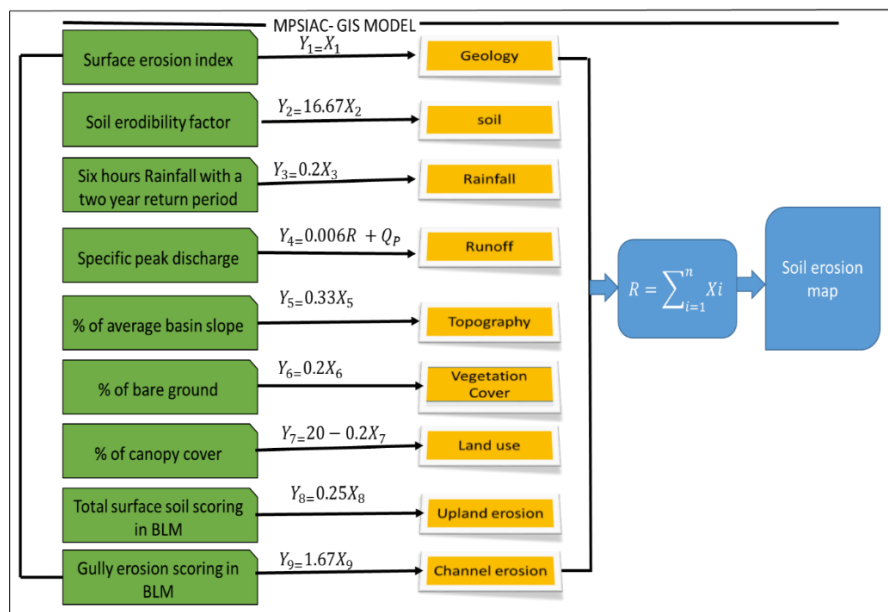 MPSIAC- GIS MODEL
Surface erosion index
Y₁₌X₁
Geology
Soil erodibility factor
Y₂₌16.67X₂
soil
Six hours Rainfall with a
two year return period
Y₃₌0.2X₃
Rainfall
Specific peak discharge
Y₄₌0.006R + Q_P
Runoff
% of average basin slope
Y₅₌0.33X₅
Topography
% of bare ground
Y₆₌0.2X₆
Vegetation
Cover
% of canopy cover
Y₇₌20 − 0.2X₇
Land use
Total surface soil scoring
in BLM
Y₈₌0.25X₈
Upland erosion
Gully erosion scoring in
BLM
Y₉₌1.67X₉
Channel erosion
R = ∑ⁿᵢ₌₁ Xi
Soil erosion
map